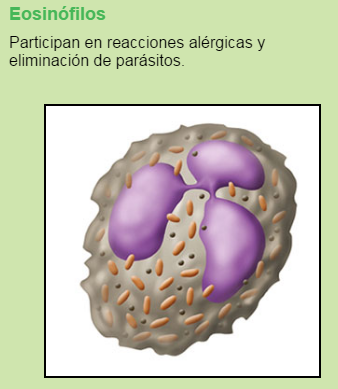 Eosinófilos
Participan en reacciones alérgicas y
eliminación de parásitos.